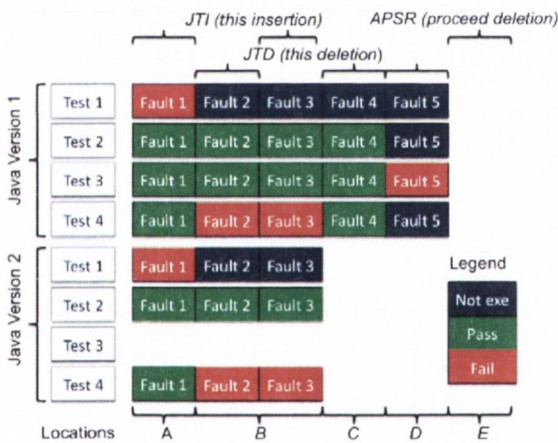 JTI (this insertion) APSR (proceed deletion)
JTD (this deletion)
Java Version 1
Test 1 Fault 1 Fault 2 Fault 3 Fault 4 Fault 5
Test 2 Fault 1 Fault 2 Fault 3 Fault 4 Fault 5
Test 3 Fault 1 Fault 2 Fault 3 Fault 4 Fault 5
Test 4 Fault 1 Fault 2 Fault 3 Fault 4 Fault 5
Java Version 2
Test 1 Fault 1 Fault 2 Fault 3
Test 2 Fault 1 Fault 2 Fault 3
Test 3
Test 4 Fault 1 Fault 2 Fault 3
Legend
Not exe
Pass
Fail
Locations A B C D E